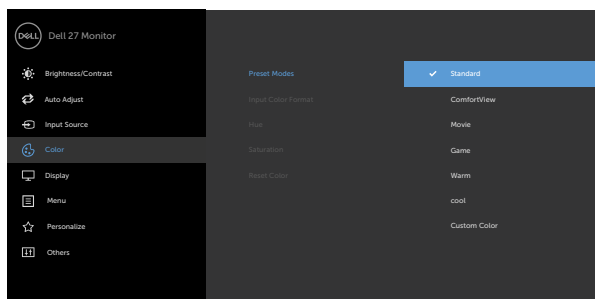 DELL Dell 27 Monitor
Brightness/Contrast Preset Modes Standard
Auto Adjust Input Color Format ComfortView
Input Source Hue Movie
Color Saturation Game
Display Reset Color Warm
Menu cool
Personalize Custom Color
Others